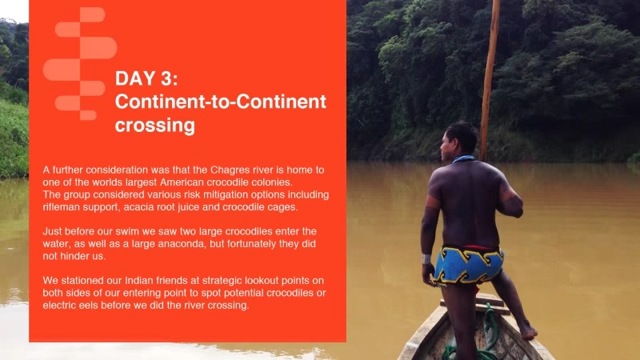 DAY 3:
Continent-to-Continent
crossing
A further consideration was that the Chagres river is home to
one of the worlds largest American crocodile colonies.
The group considered various risk mitigation options including
rifleman support, acacia root juice and crocodile cages.
Just before our swim we saw two large crocodiles enter the
water, as well as a large anaconda, but fortunately they did
not hinder us.
We stationed our Indian friends at strategic lookout points on
both sides of our entering point to spot potential crocodiles or
electric eels before we did the river crossing.